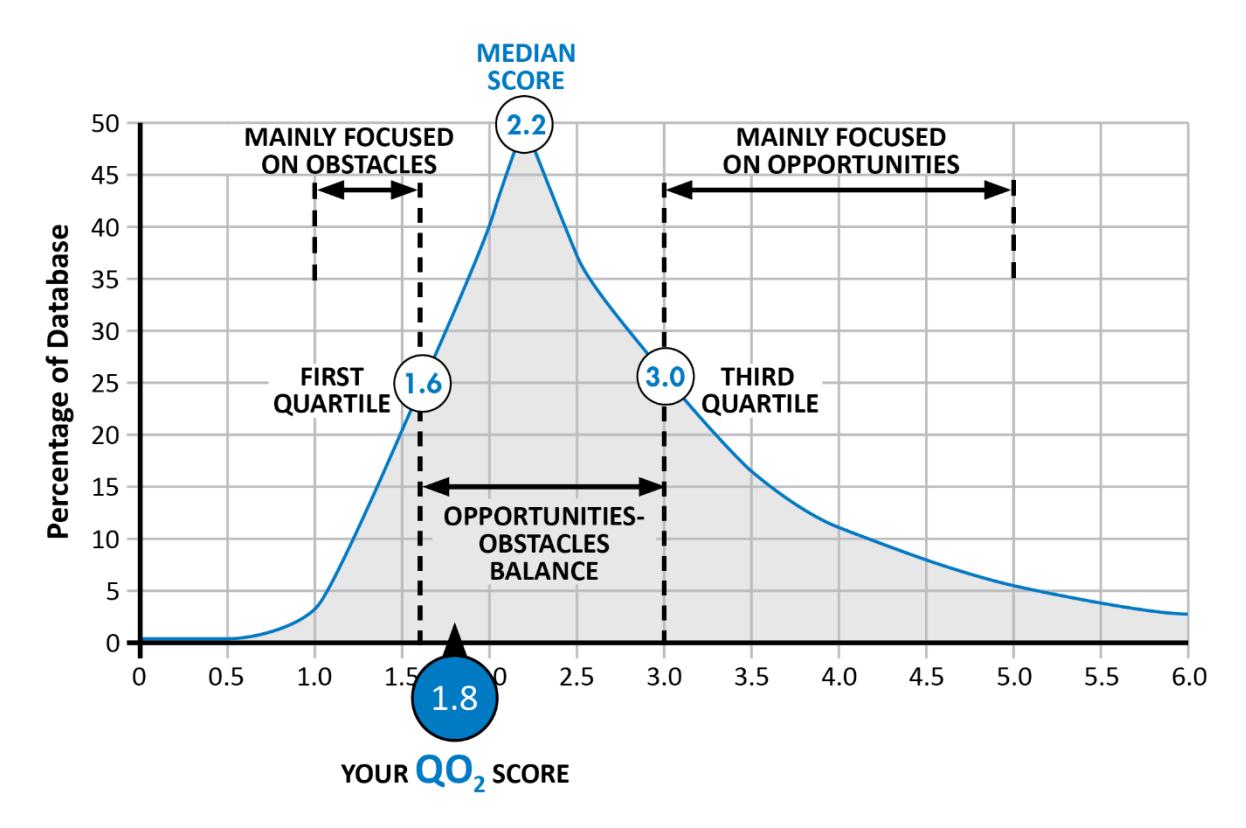 MEDIAN
SCORE
2.2
MAINLY FOCUSED
ON OBSTACLES
MAINLY FOCUSED
ON OPPORTUNITIES
Percentage of Database
50
45
40
35
30
25
20
15
10
5
0
FIRST
QUARTILE
1.6
3.0
THIRD
QUARTILE
OPPORTUNITIES-
OBSTACLES
BALANCE
0 0.5 1.0 1.5 0 2.5 3.0 3.5 4.0 4.5 5.0 5.5 6.0
1.8
YOUR QO₂ SCORE